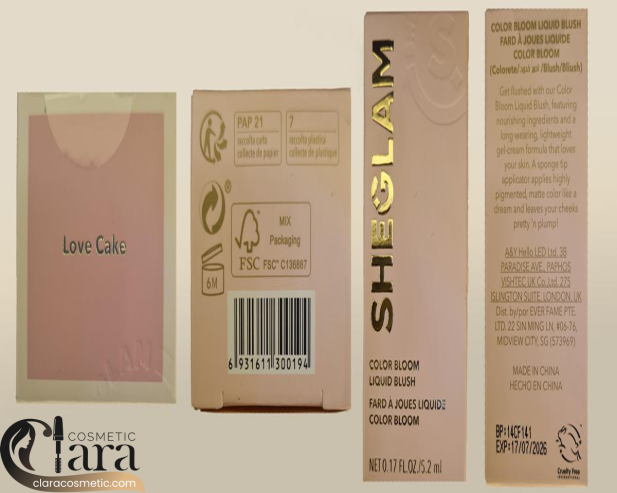 Love Cake
PAP 21
raccolta carta
collecte de papier
7
raccolta plastica
collecte de plastique
®
MIX
Packaging
FSC FSC® C136887
6M
6 931611 300194
SHEGLAM
COLOR BLOOM
LIQUID BLUSH
FARD À JOUES LIQUIDE
COLOR BLOOM
NET 0.17 FL.OZ/5.2 ml
COLOR BLOOM LIQUID BLUSH
FARD À JOUES LIQUIDE
COLOR BLOOM
(Colorete/ /Blush/Blush)
Get flushed with our Color
Bloom Liquid Blush, featuring
nourishing ingredients and a
long-wearing, lightweight
gel-cream formula that loves
your skin. A sponge tip
applicator applies highly
pigmented, matte color like a
dream and leaves your cheeks
pretty 'n plump!
A&Y Hello LED Ltd. 38
PARADISE AVE., PAPHOS
VISHTEC UK Co. Ltd. 275
ISLINGTON SUITE, LONDON, UK
Dist. by/por EVER FAME PTE.
LTD. 22 SIN MING LN, #06-76,
MIDVIEW CITY, SG (573969)
MADE IN CHINA
HECHO EN CHINA
BP:14CF141
EXP:17/07/2026
Cruelty Free
INTERNATIONAL
COSMETIC
Clara
claracosmetic.com